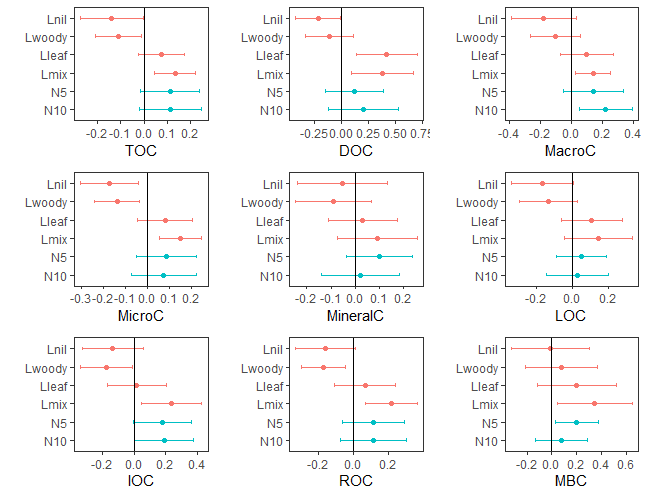 Lnil
Lwoody
Lleaf
Lmix
N5
N10
-0.2 -0.1 0.0 0.1 0.2
TOC
Lnil
Lwoody
Lleaf
Lmix
N5
N10
-0.25 0.00 0.25 0.50 0.75
DOC
Lnil
Lwoody
Lleaf
Lmix
N5
N10
-0.4 -0.2 0.0 0.2 0.4
MacroC
Lnil
Lwoody
Lleaf
Lmix
N5
N10
-0.3 -0.2 -0.1 0.0 0.1 0.2
MicroC
Lnil
Lwoody
Lleaf
Lmix
N5
N10
-0.2 -0.1 0.0 0.1 0.2
MineralC
Lnil
Lwoody
Lleaf
Lmix
N5
N10
-0.2 0.0 0.2
LOC
Lnil
Lwoody
Lleaf
Lmix
N5
N10
-0.2 0.0 0.2 0.4
IOC
Lnil
Lwoody
Lleaf
Lmix
N5
N10
-0.2 0.0 0.2
ROC
Lnil
Lwoody
Lleaf
Lmix
N5
N10
-0.2 0.0 0.2 0.4 0.6
MBC